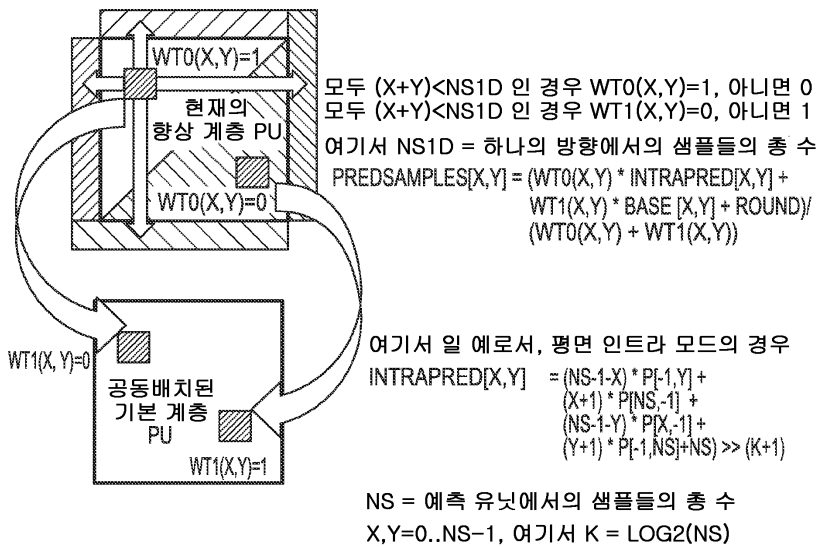 WT0(X,Y)=1
현재의
향상 계층 PU
WT0(X,Y)=0
모두 (X+Y)<NS1D 인 경우 WT0(X,Y)=1, 아니면 0
모두 (X+Y)<NS1D 인 경우 WT1(X,Y)=0, 아니면 1
여기서 NS1D = 하나의 방향에서의 샘플들의 총 수
PREDSAMPLES[X,Y] = (WT0(X,Y) * INTRAPRED[X,Y] +
WT1(X,Y) * BASE [X,Y] + ROUND)/
(WT0(X,Y) + WT1(X,Y))
WT1(X, Y)=0
공동배치된
기본 계층
PU
WT1(X,Y)=1
여기서 일 예로서, 평면 인트라 모드의 경우
INTRAPRED[X,Y] = (NS-1-X) * P[-1,Y] +
(X+1) * P[NS,-1] +
(NS-1-Y) * P[X,-1] +
(Y+1) * P[-1,NS]+NS) >> (K+1)
NS = 예측 유닛에서의 샘플들의 총 수
X,Y=0..NS-1, 여기서 K = LOG2(NS)